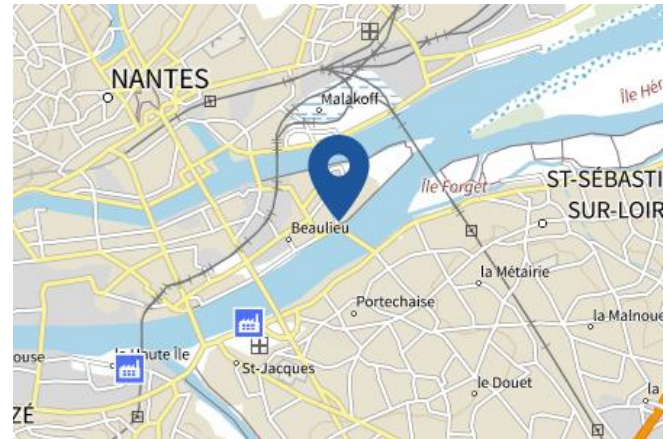 NANTES
Malakoff
Île Hér
Île Forget
ST-SÉBASTI
SUR-LOIR
Beaulieu
la Métairie
Portechaise
la Malnoue
ouse
la Haute Île
St-Jacques
le Douet
la
ZÉ